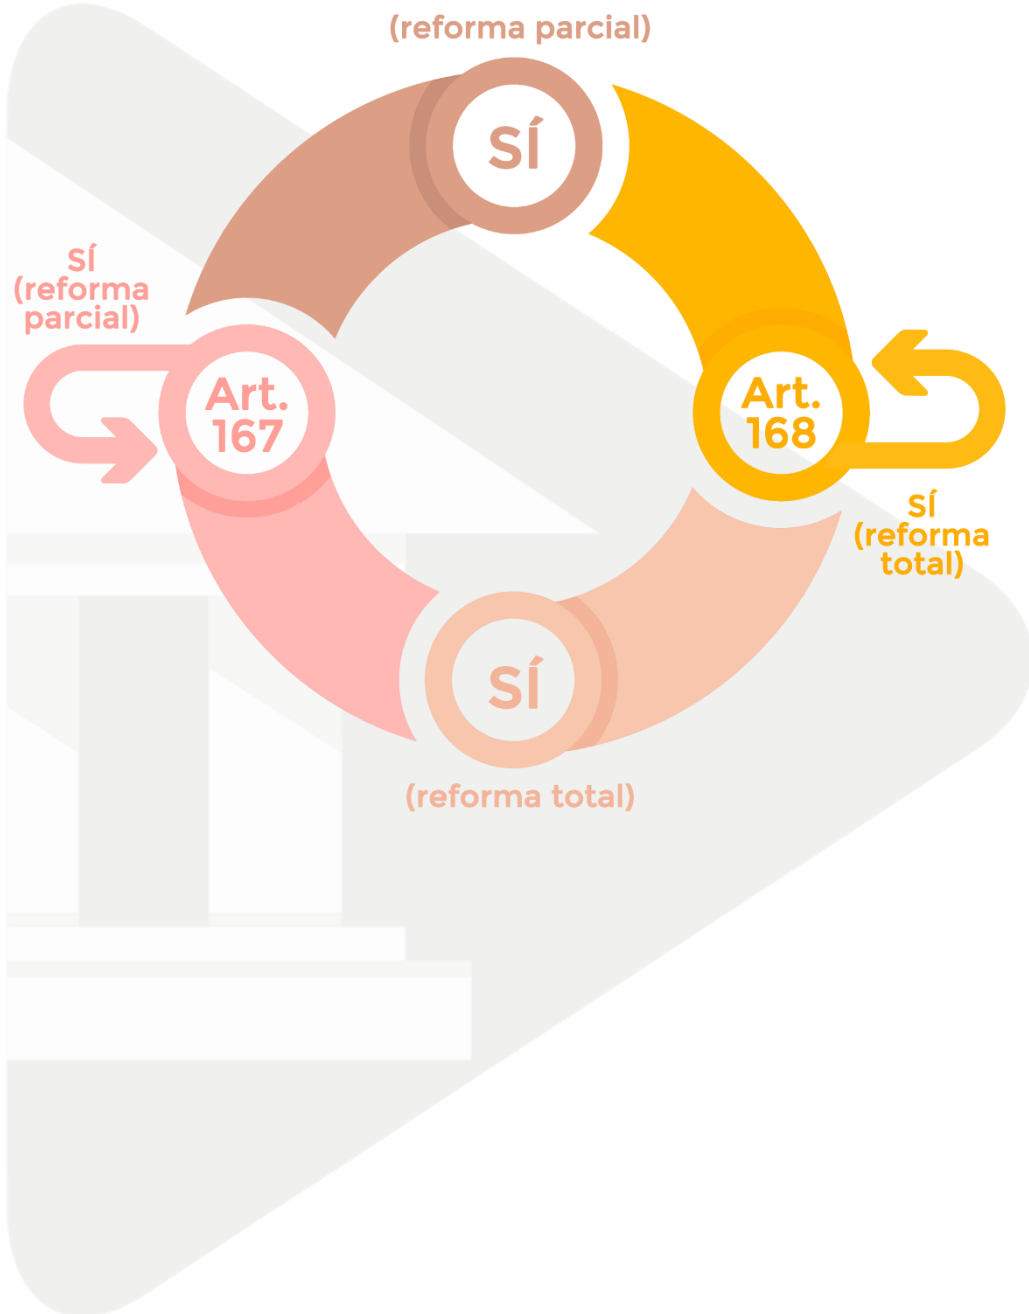 (reforma parcial)
SÍ
SÍ
(reforma
parcial)
Art.
167
Art.
168
SÍ
(reforma
total)
SÍ
(reforma total)